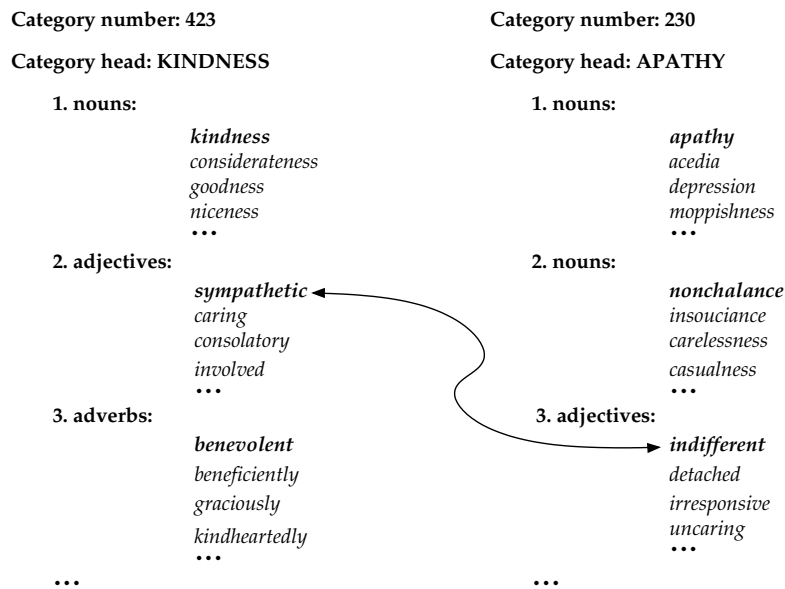 Category number: 423
Category head: KINDNESS
1. nouns:
kindness
considerateness
goodness
niceness
...
2. adjectives:
sympathetic
caring
consolatory
involved
...
3. adverbs:
benevolent
beneficiently
graciously
kindheartedly
...
...
Category number: 230
Category head: APATHY
1. nouns:
apathy
acedia
depression
moppishness
...
2. nouns:
nonchalance
insouciance
carelessness
casualness
...
3. adjectives:
indifferent
detached
irresponsive
uncaring
...
...